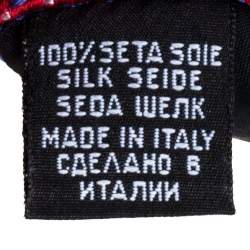 100% SETA SOIE
SILK SEIDE
SEDA ШЕЛК
MADE IN ITALY
СДЕЛАНО В
ИТАЛИИ